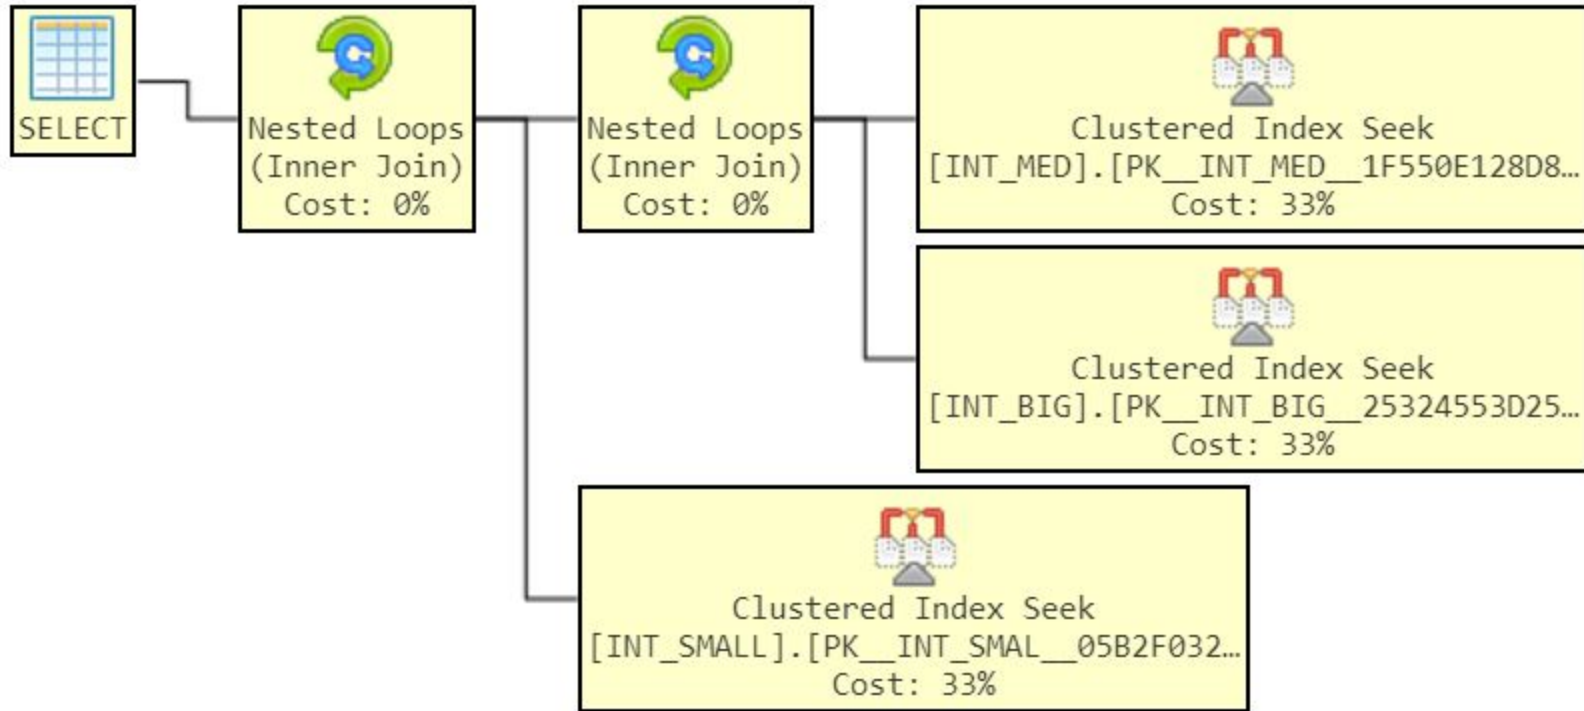 SELECT
Nested Loops
(Inner Join)
Cost: 0%
Nested Loops
(Inner Join)
Cost: 0%
Clustered Index Seek
[INT_MED].[PK__INT_MED__1F550E128D8…
Cost: 33%
Clustered Index Seek
[INT_BIG].[PK__INT_BIG__25324553D25…
Cost: 33%
Clustered Index Seek
[INT_SMALL].[PK__INT_SMAL__05B2F032…
Cost: 33%